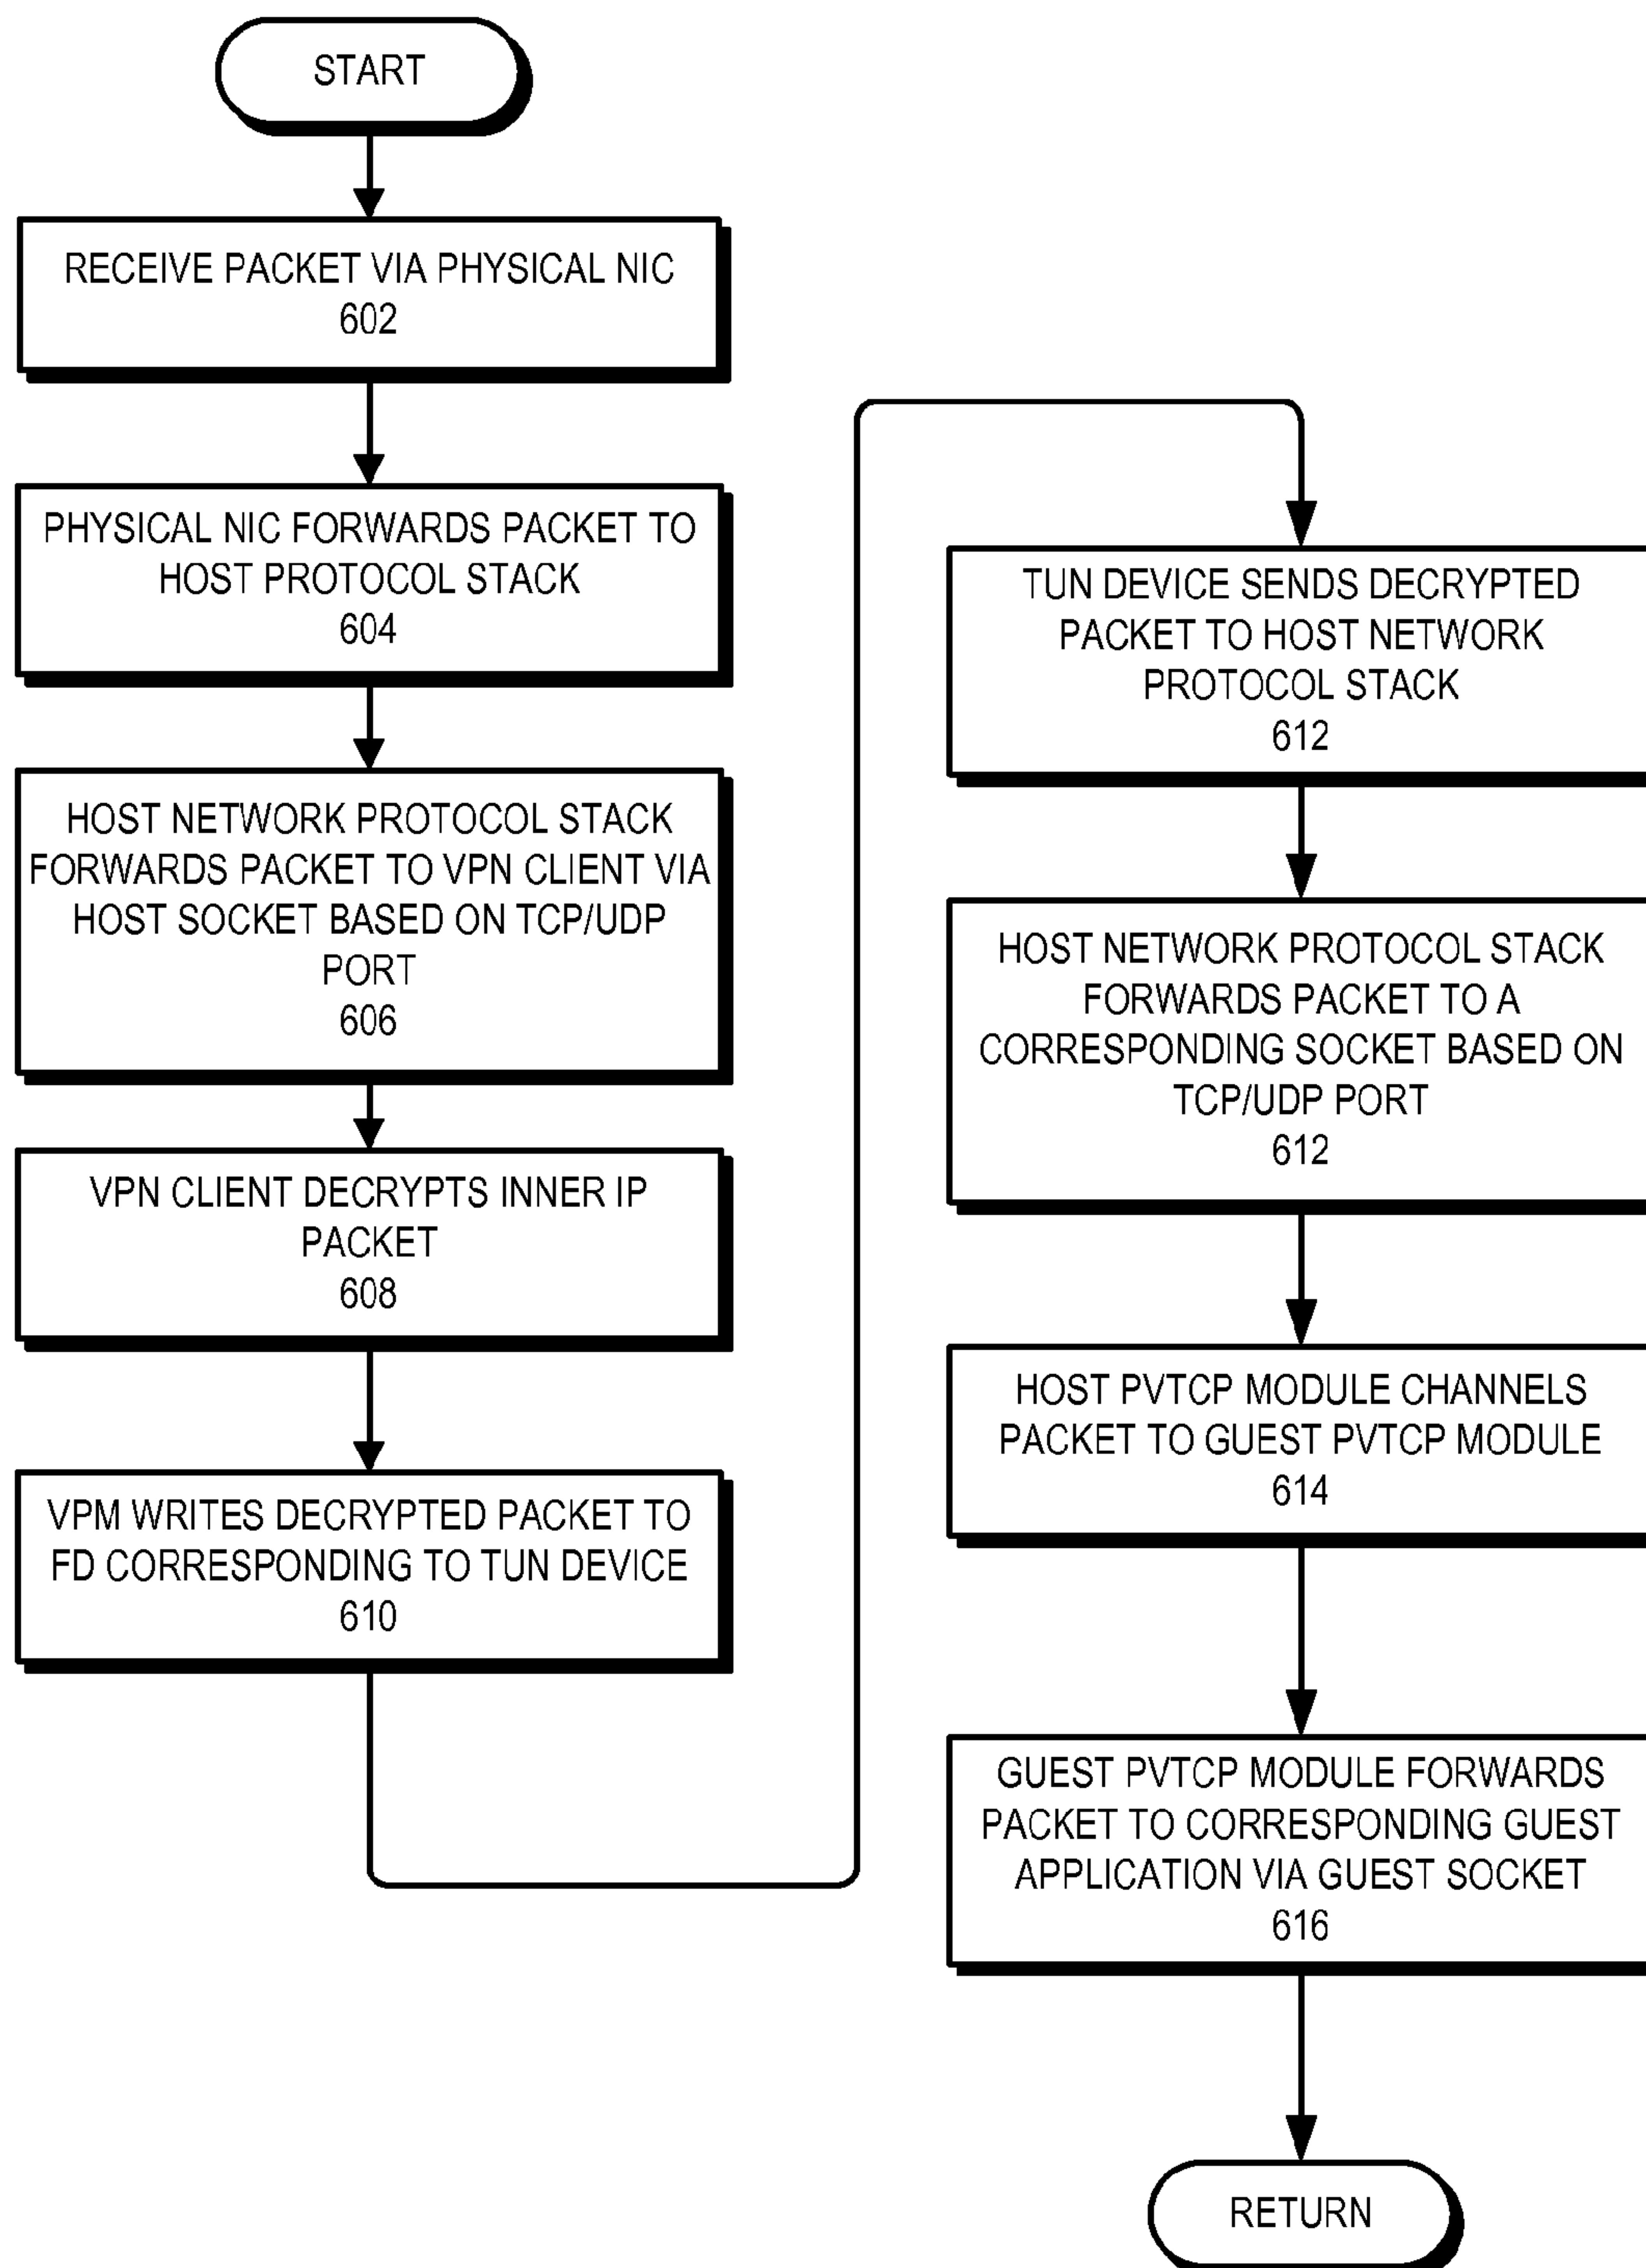 START
RECEIVE PACKET VIA PHYSICAL NIC
602
PHYSICAL NIC FORWARDS PACKET TO
HOST PROTOCOL STACK
604
HOST NETWORK PROTOCOL STACK
FORWARDS PACKET TO VPN CLIENT VIA
HOST SOCKET BASED ON TCP/UDP
PORT
606
VPN CLIENT DECRYPTS INNER IP
PACKET
608
VPM WRITES DECRYPTED PACKET TO
FD CORRESPONDING TO TUN DEVICE
610
TUN DEVICE SENDS DECRYPTED
PACKET TO HOST NETWORK
PROTOCOL STACK
612
HOST NETWORK PROTOCOL STACK
FORWARDS PACKET TO A
CORRESPONDING SOCKET BASED ON
TCP/UDP PORT
612
HOST PVTCP MODULE CHANNELS
PACKET TO GUEST PVTCP MODULE
614
GUEST PVTCP MODULE FORWARDS
PACKET TO CORRESPONDING GUEST
APPLICATION VIA GUEST SOCKET
616
RETURN